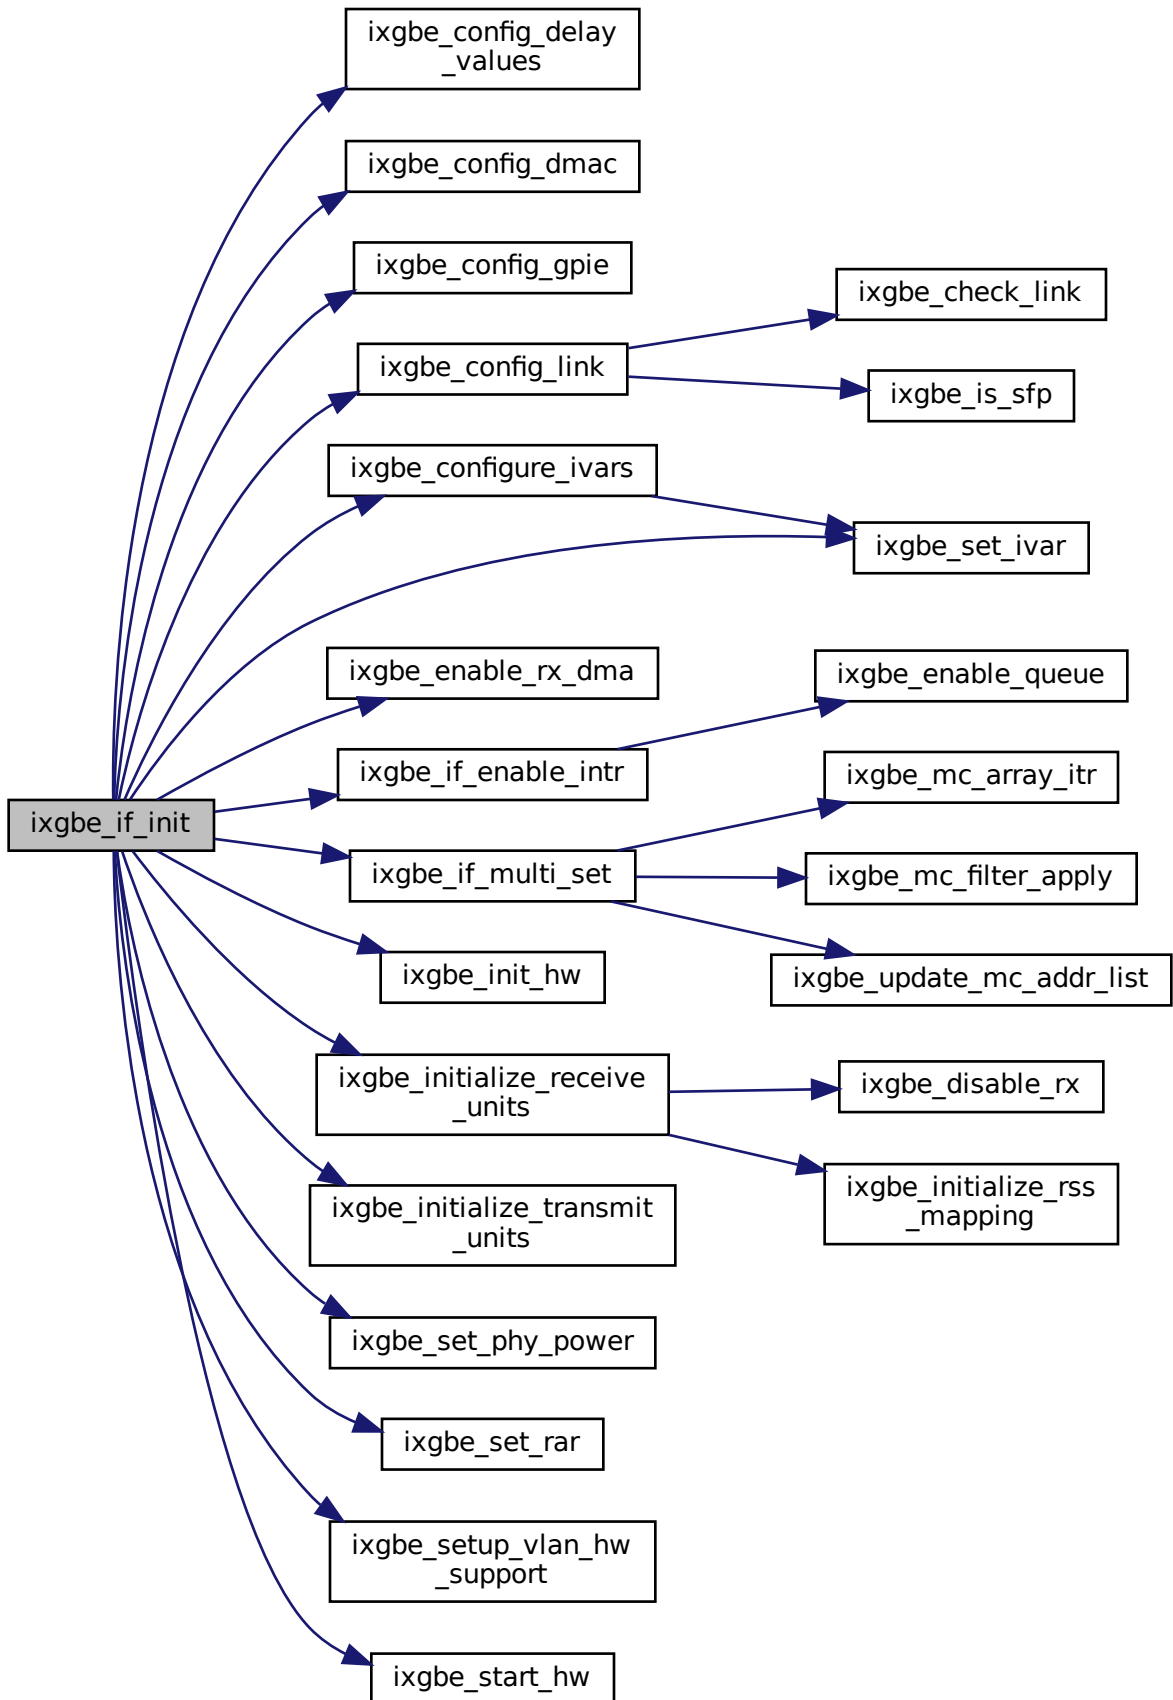 ixgbe_config_delay
_values
ixgbe_config_dmac
ixgbe_config_gpie
ixgbe_check_link
ixgbe_config_link
ixgbe_is_sfp
ixgbe_configure_ivars
ixgbe_set_ivar
ixgbe_enable_rx_dma
ixgbe_enable_queue
ixgbe_if_enable_intr
ixgbe_mc_array_itr
ixgbe_if_init
ixgbe_if_multi_set
ixgbe_mc_filter_apply
ixgbe_init_hw
ixgbe_update_mc_addr_list
ixgbe_initialize_receive
_units
ixgbe_disable_rx
ixgbe_initialize_rss
_mapping
ixgbe_initialize_transmit
_units
ixgbe_set_phy_power
ixgbe_set_rar
ixgbe_setup_vlan_hw
_support
ixgbe_start_hw